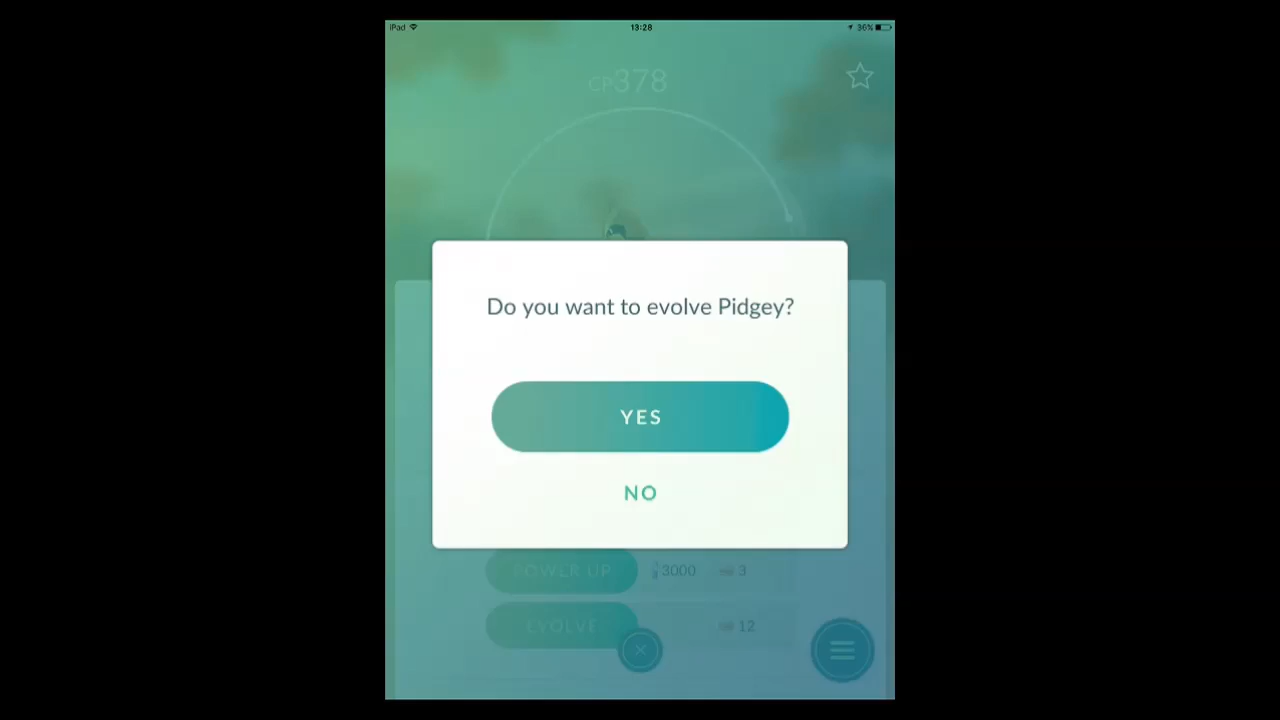 iPad 13:28 36%
CP378
Do you want to evolve Pidgey?
YES
NO
POWER UP 3000 3
EVOLVE 12